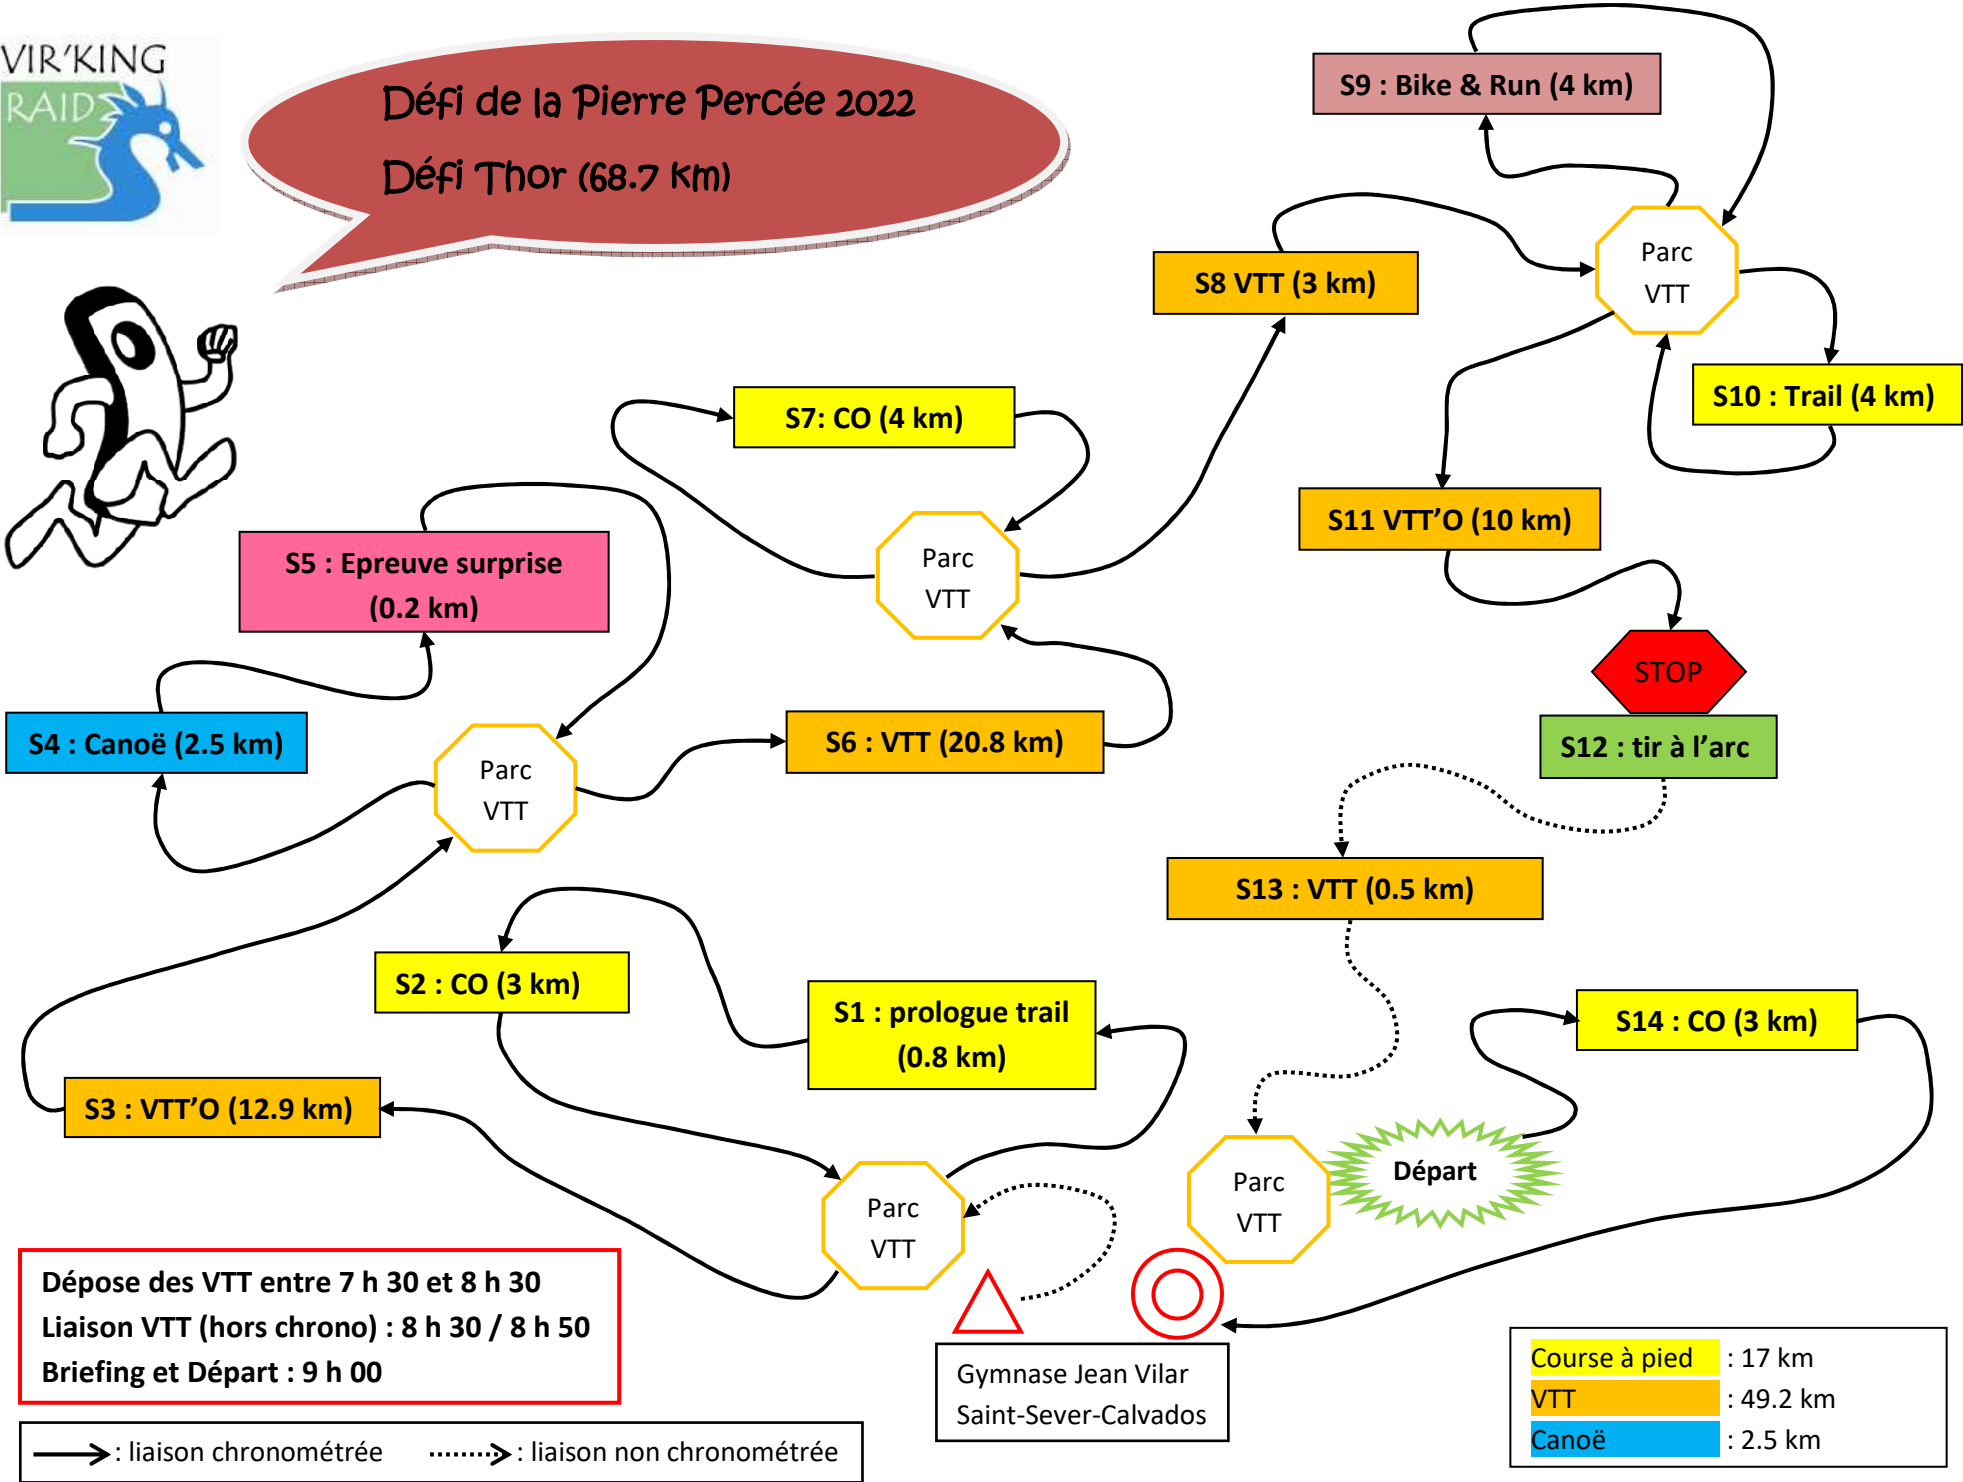 VIR'KING
RAID
Défi de la Pierre Percée 2022
Défi Thor (68.7 km)
S9 : Bike & Run (4 km)
Parc
VTT
S8 VTT (3 km)
S10 : Trail (4 km)
S7: CO (4 km)
S11 VTT’O (10 km)
Parc
VTT
S5 : Epreuve surprise
(0.2 km)
STOP
S4 : Canoë (2.5 km)
Parc
VTT
S6 : VTT (20.8 km)
S12 : tir à l’arc
S13 : VTT (0.5 km)
S2 : CO (3 km)
S1 : prologue trail
(0.8 km)
S14 : CO (3 km)
S3 : VTT’O (12.9 km)
Parc
VTT
Parc
VTT
Départ
Dépose des VTT entre 7 h 30 et 8 h 30
Liaison VTT (hors chrono) : 8 h 30 / 8 h 50
Briefing et Départ : 9 h 00
Gymnase Jean Vilar
Saint-Sever-Calvados
Course à pied : 17 km
VTT : 49.2 km
Canoë : 2.5 km
: liaison chronométrée : liaison non chronométrée